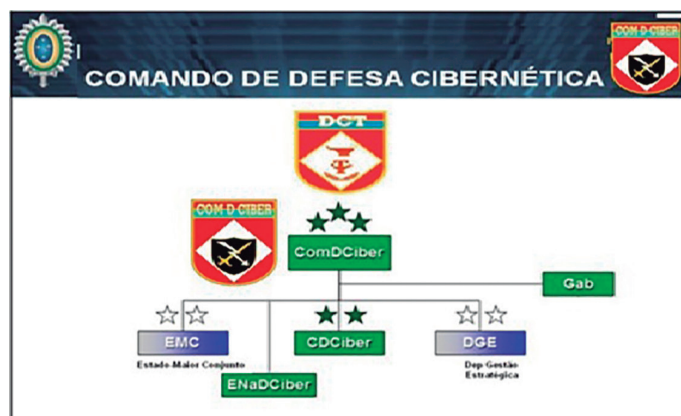 COM D CIBER
COMANDO DE DEFESA CIBERNÉTICA
DCT
COM D CIBER
ComDCiber
Gab
EMC
CDCiber
DGE
Estado-Maior Conjunto
Dep-Gestão
Estratégica
ENaDCiber